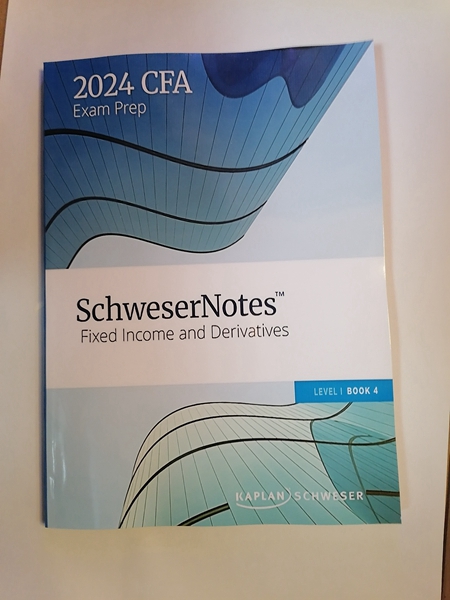 2024 CFA
Exam Prep
SchweserNotes™
Fixed Income and Derivatives
LEVEL I BOOK 4
KAPLAN SCHWESER